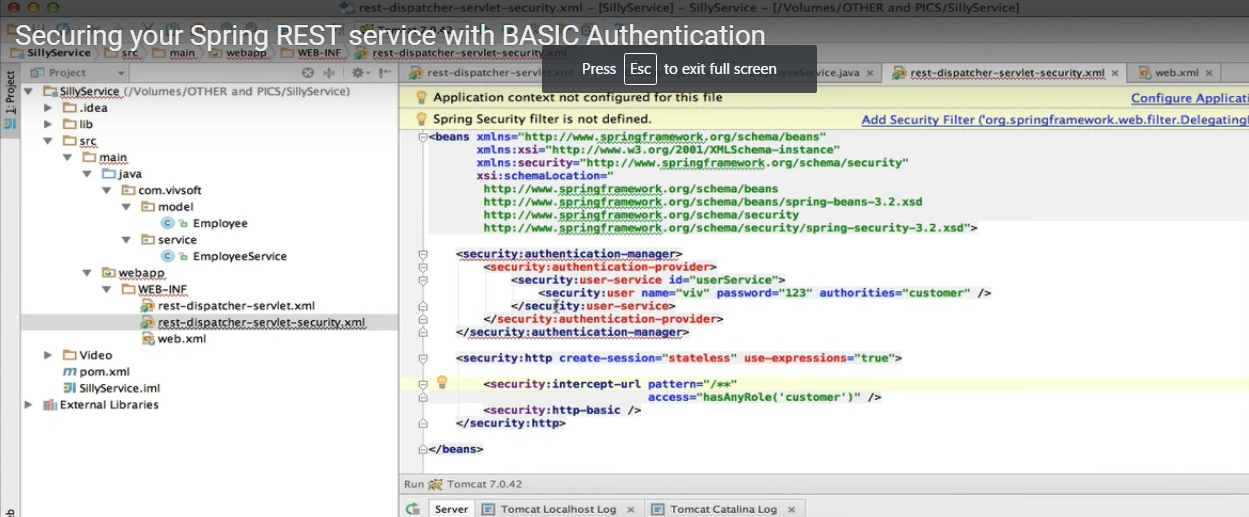 rest-dispatcher-servlet-security.xml - [SillyService] - SillyService - [/Volumes/OTHER and PICS/SillyService]
Securing your Spring REST service with BASIC Authentication
SillyService src main webapp WEB-INF rest-dispatcher-servlet-security.xml
Press Esc to exit full screen
1: Project
Project
rest-dispatcher-servlet.xml
EmployeeService.java
rest-dispatcher-servlet-security.xml
web.xml
SillyService (/Volumes/OTHER and PICS/SillyService)
.idea
lib
src
main
java
com.vivsoft
model
Employee
service
EmployeeService
webapp
WEB-INF
rest-dispatcher-servlet.xml
rest-dispatcher-servlet-security.xml
web.xml
Video
pom.xml
SillyService.iml
External Libraries
Application context not configured for this file
Configure Applicati
Spring Security filter is not defined.
Add Security Filter ('org.springframework.web.filter.Delegating
<beans xmlns="http://www.springframework.org/schema/beans"
xmlns:xsi="http://www.w3.org/2001/XMLSchema-instance"
xmlns:security="http://www.springframework.org/schema/security"
xsi:schemaLocation="
http://www.springframework.org/schema/beans
http://www.springframework.org/schema/beans/spring-beans-3.2.xsd
http://www.springframework.org/schema/security
http://www.springframework.org/schema/security/spring-security-3.2.xsd">
<security:authentication-manager>
<security:authentication-provider>
<security:user-service id="userService">
<security:user name="viv" password="123" authorities="customer" />
</security:user-service>
</security:authentication-provider>
</security:authentication-manager>
<security:http create-session="stateless" use-expressions="true">
<security:intercept-url pattern="/**"
access="hasAnyRole('customer')" />
<security:http-basic />
</security:http>
</beans>
Run Tomcat 7.0.42
Server
Tomcat Localhost Log
Tomcat Catalina Log